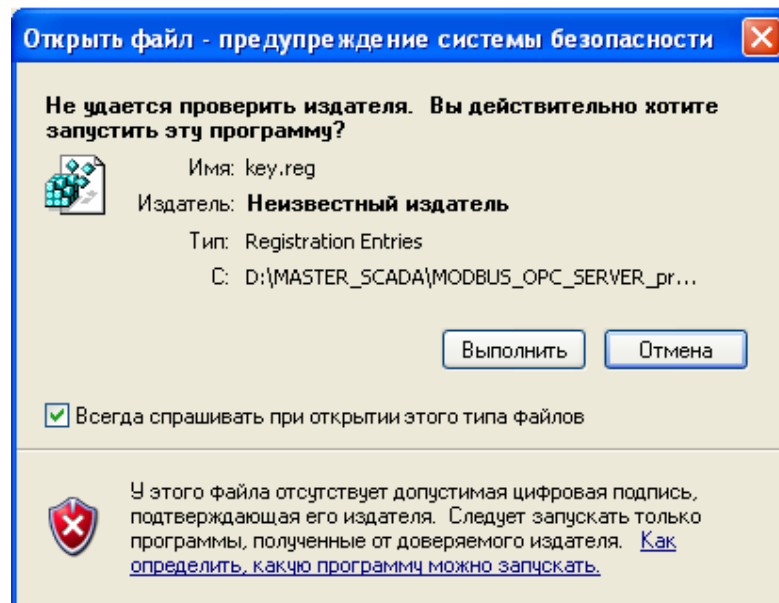 Открыть файл - предупреждение системы безопасности
Не удается проверить издателя. Вы действительно хотите
запустить эту программу?
Имя: key.reg
Издатель: Неизвестный издатель
Тип: Registration Entries
С: D:\MASTER_SCADA\MODBUS_OPC_SERVER_pr...
Выполнить Отмена
Всегда спрашивать при открытии этого типа файлов
У этого файла отсутствует допустимая цифровая подпись,
подтверждающая его издателя. Следует запускать только
программы, полученные от доверяемого издателя. Как
определить, какую программу можно запускать.